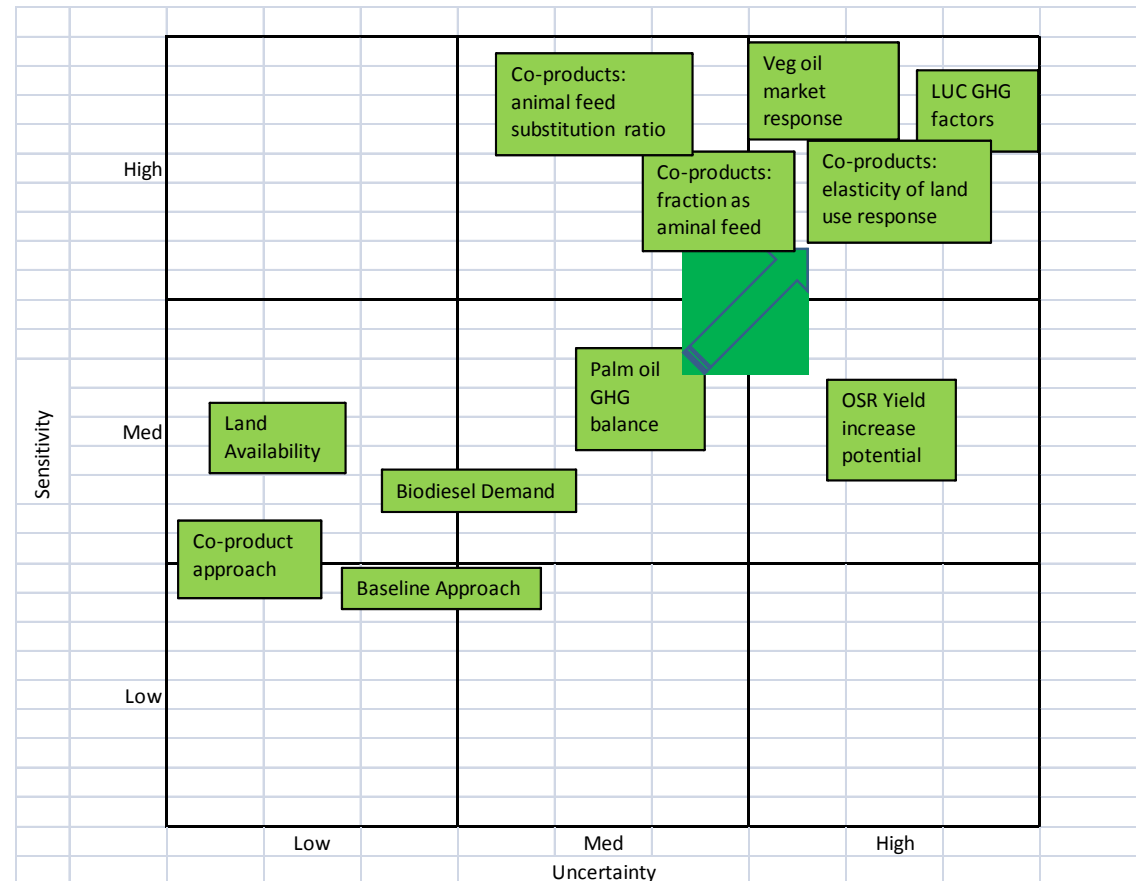 Co-products:
animal feed
substitution ratio
Veg oil
market
response
LUC GHG
factors
High
Co-products:
fraction as
aminal feed
Co-products:
elasticity of land
use response
Palm oil
GHG
balance
OSR Yield
increase
potential
Sensitivity
Med
Land
Availability
Biodiesel Demand
Co-product
approach
Baseline Approach
Low
Low
Med
High
Uncertainty